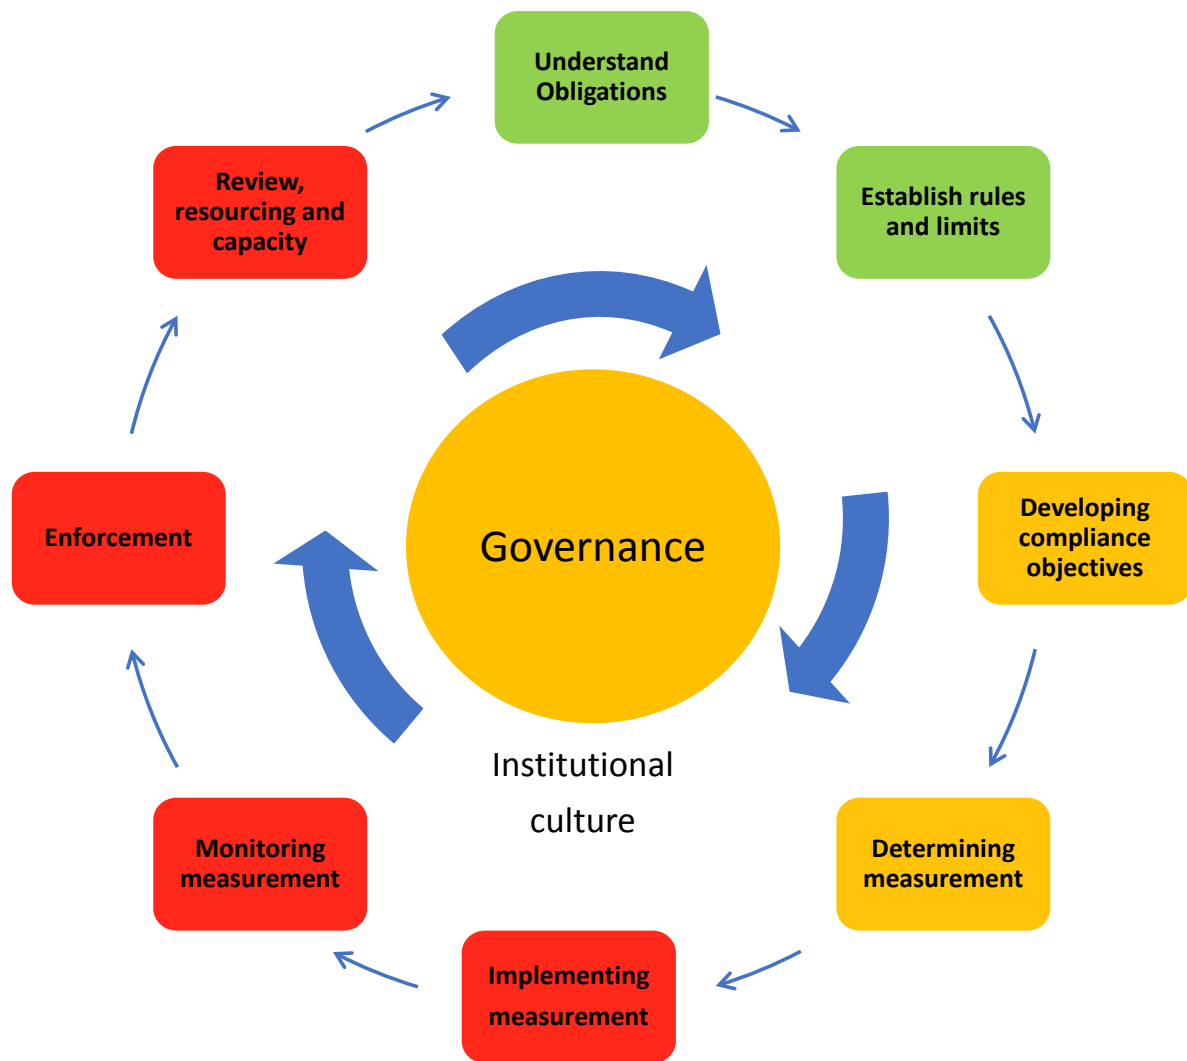 Understand
Obligations
Establish rules
and limits
Developing
compliance
objectives
Determining
measurement
Implementing
measurement
Monitoring
measurement
Enforcement
Review,
resourcing and
capacity
Governance
Institutional
culture